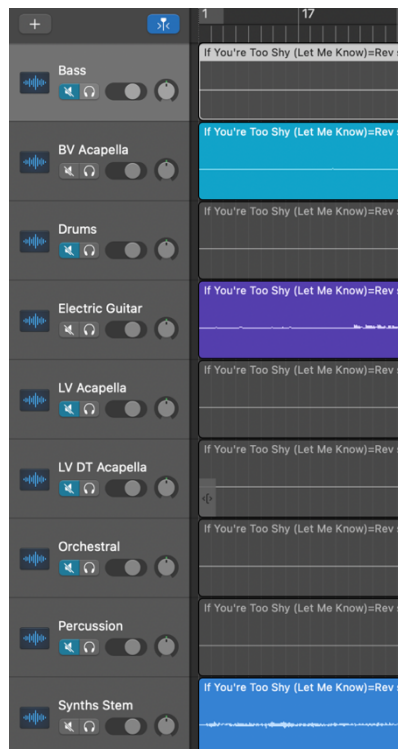 1 17
Bass
If You're Too Shy (Let Me Know)=Rev
BV Acapella
If You're Too Shy (Let Me Know)=Rev
Drums
If You're Too Shy (Let Me Know)=Rev
Electric Guitar
If You're Too Shy (Let Me Know)=Rev
LV Acapella
If You're Too Shy (Let Me Know)=Rev
LV DT Acapella
If You're Too Shy (Let Me Know)=Rev
Orchestral
If You're Too Shy (Let Me Know)=Rev
Percussion
If You're Too Shy (Let Me Know)=Rev
Synths Stem
If You're Too Shy (Let Me Know)=Rev